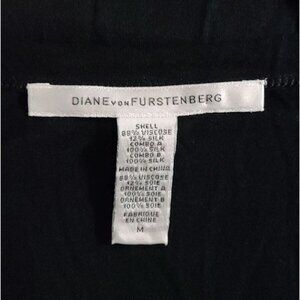 DIANE VON FURSTENBERG
SHELL
88% VISCOSE
12% SILK
COMBO A
100% SILK
COMBO B
100% SILK
MADE IN CHINA
88% VISCOSE
12% SOIE
ORNEMENT A
100% SOIE
ORNEMENT B
100% SOIE
FABRIQUE
EN CHINE
M